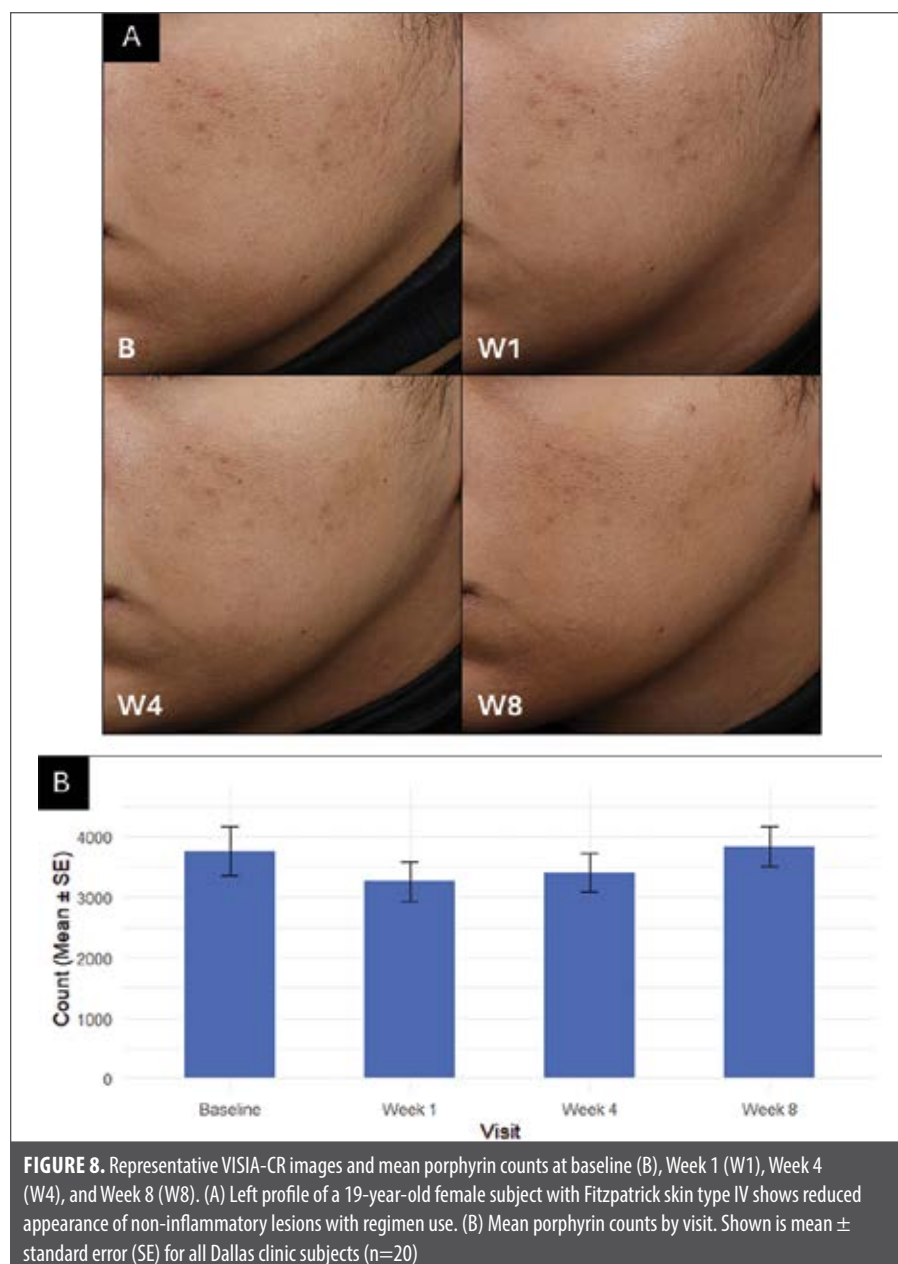 A
B
W1
W4
W8
B
Count (Mean ± SE)
4000
3000
2000
1000
0
Baseline
Week 1
Week 4
Week 8
Visit
FIGURE 8. Representative VISIA-CR images and mean porphyrin counts at baseline (B), Week 1 (W1), Week 4
(W4), and Week 8 (W8). (A) Left profile of a 19-year-old female subject with Fitzpatrick skin type IV shows reduced
appearance of non-inflammatory lesions with regimen use. (B) Mean porphyrin counts by visit. Shown is mean ±
standard error (SE) for all Dallas clinic subjects (n=20)